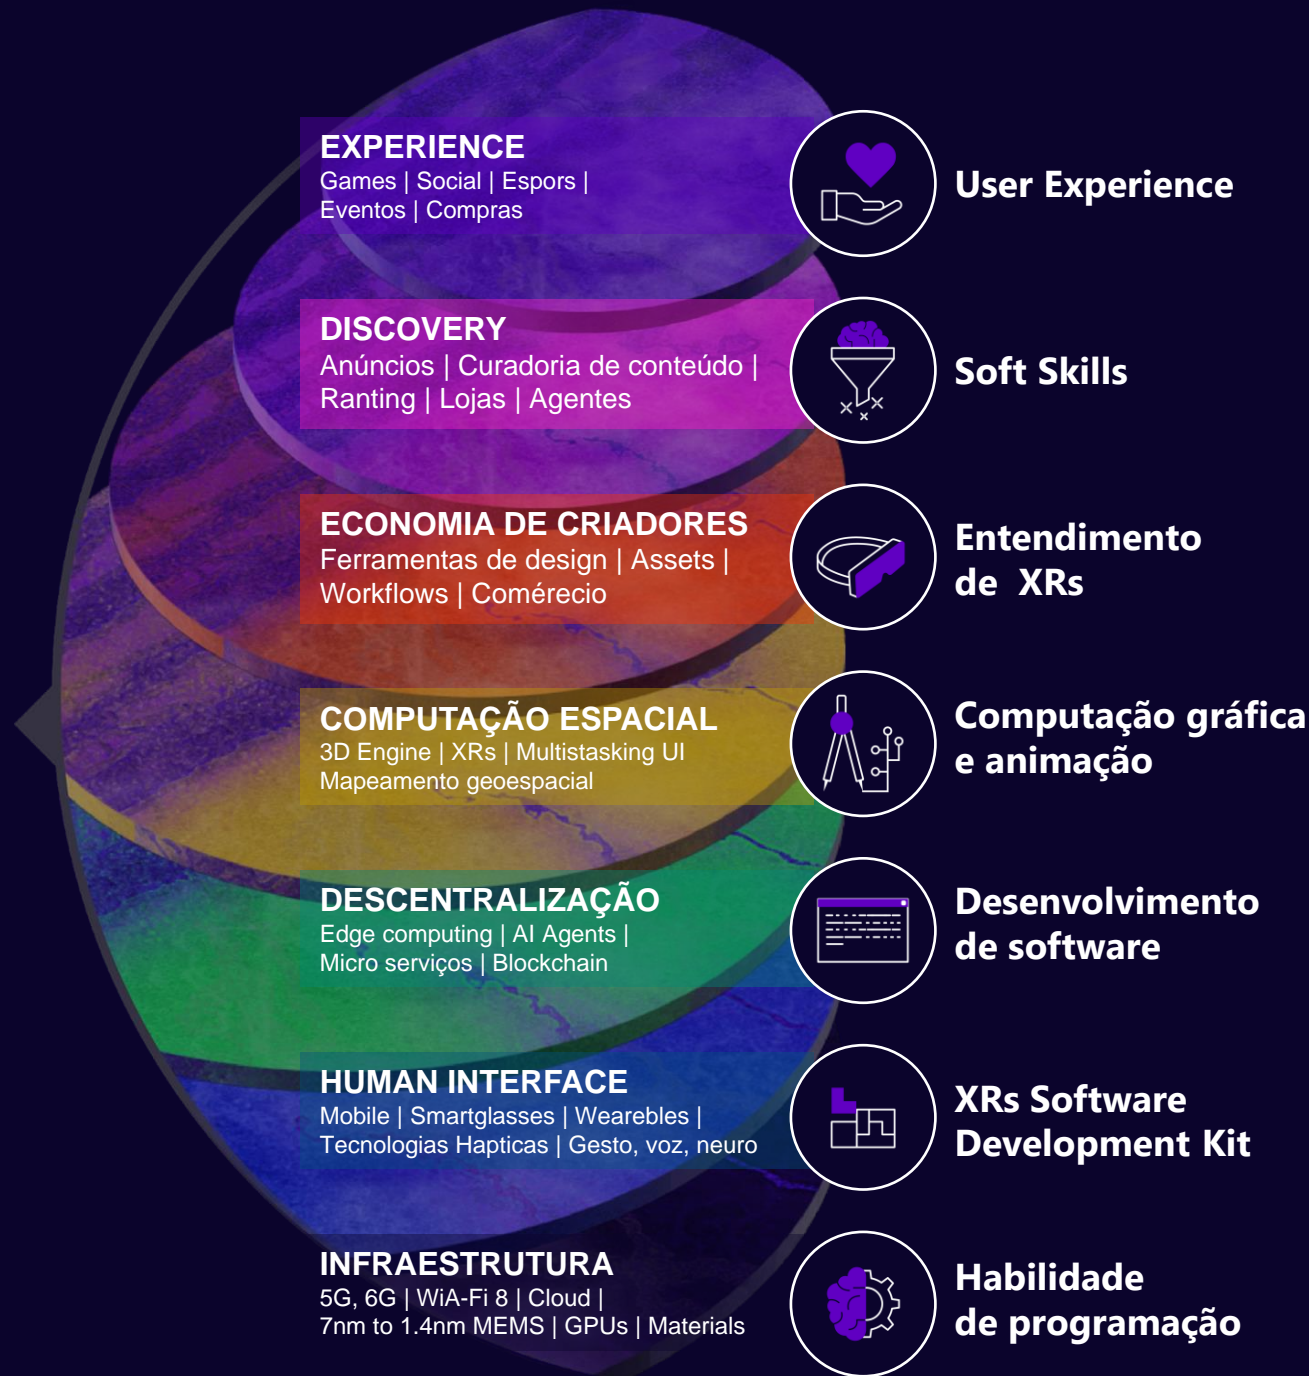 EXPERIENCE
Games | Social | Espors |
Eventos | Compras
User Experience
DISCOVERY
Anúncios | Curadoria de conteúdo |
Ranting | Lojas | Agentes
Soft Skills
ECONOMIA DE CRIADORES
Ferramentas de design | Assets |
Workflows | Comérecio
Entendimento
de XRs
COMPUTAÇÃO ESPACIAL
3D Engine | XRs | Multistasking UI
Mapeamento geoespacial
Computação gráfica
e animação
DESCENTRALIZAÇÃO
Edge computing | AI Agents |
Micro serviços | Blockchain
Desenvolvimento
de software
HUMAN INTERFACE
Mobile | Smartglasses | Wearebles |
Tecnologias Hapticas | Gesto, voz, neuro
XRs Software
Development Kit
INFRAESTRUTURA
5G, 6G | WiA-Fi 8 | Cloud |
7nm to 1.4nm MEMS | GPUs | Materials
Habilidade
de programação